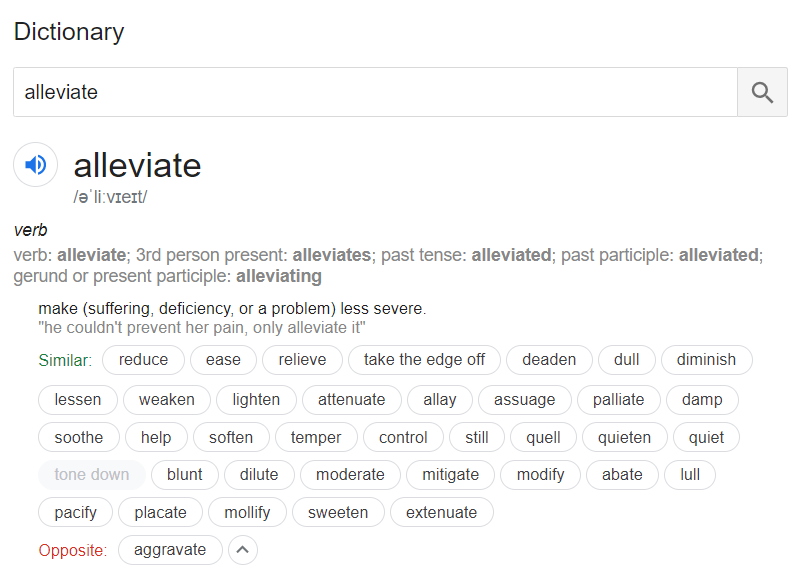 Dictionary
alleviate
alleviate
/əˈliːvɪeɪt/
verb
verb: alleviate; 3rd person present: alleviates; past tense: alleviated; past participle: alleviated;
gerund or present participle: alleviating
make (suffering, deficiency, or a problem) less severe.
"he couldn't prevent her pain, only alleviate it"
Similar: reduce ease relieve take the edge off deaden dull diminish
lessen weaken lighten attenuate allay assuage palliate damp
soothe help soften temper control still quell quieten quiet
tone down blunt dilute moderate mitigate modify abate lull
pacify placate mollify sweeten extenuate
Opposite: aggravate